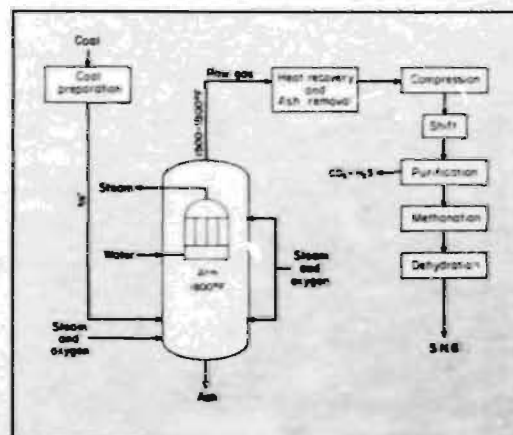 Coal
Coal
preparation
Raw gas
Heat recovery
and
Ash removal
Compression
Shift
Purification
CO₂ + H₂S
Methanation
Dehydration
SNG
Steam
Water
Steam
and
oxygen
Steam
and
oxygen
Ash